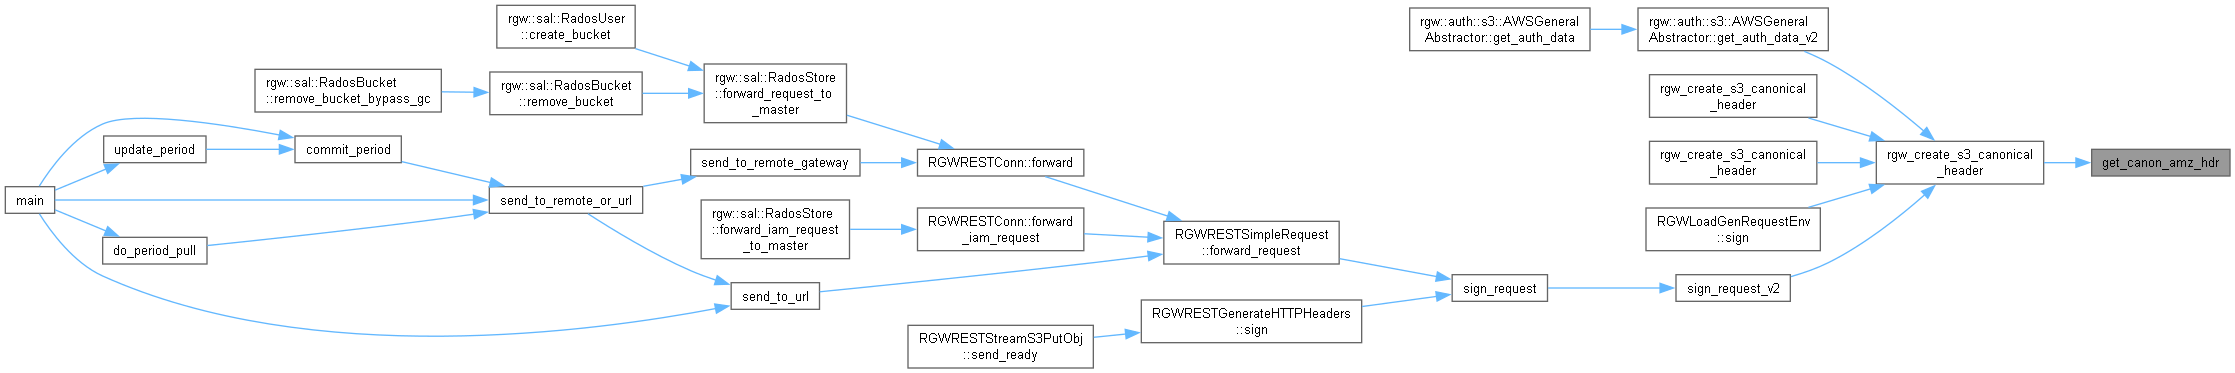 rgw::sal::RadosUser
::create_bucket
rgw::auth::s3::AWSGeneral
Abstractor::get_auth_data
rgw::auth::s3::AWSGeneral
Abstractor::get_auth_data_v2
rgw::sal::RadosBucket
::remove_bucket_bypass_gc
rgw::sal::RadosBucket
::remove_bucket
rgw::sal::RadosStore
::forward_request_to
_master
rgw_create_s3_canonical
_header
update_period
commit_period
send_to_remote_gateway
RGWRESTConn::forward
rgw_create_s3_canonical
_header
rgw_create_s3_canonical
_header
get_canon_amz_hdr
main
send_to_remote_or_url
rgw::sal::RadosStore
::forward_iam_request
_to_master
RGWRESTConn::forward
_iam_request
RGWRESTSimpleRequest
::forward_request
RGWLoadGenRequestEnv
::sign
do_period_pull
send_to_url
sign_request
sign_request_v2
RGWRESTGenerateHTTPHeaders
::sign
RGWRESTStreamS3PutObj
::send_ready